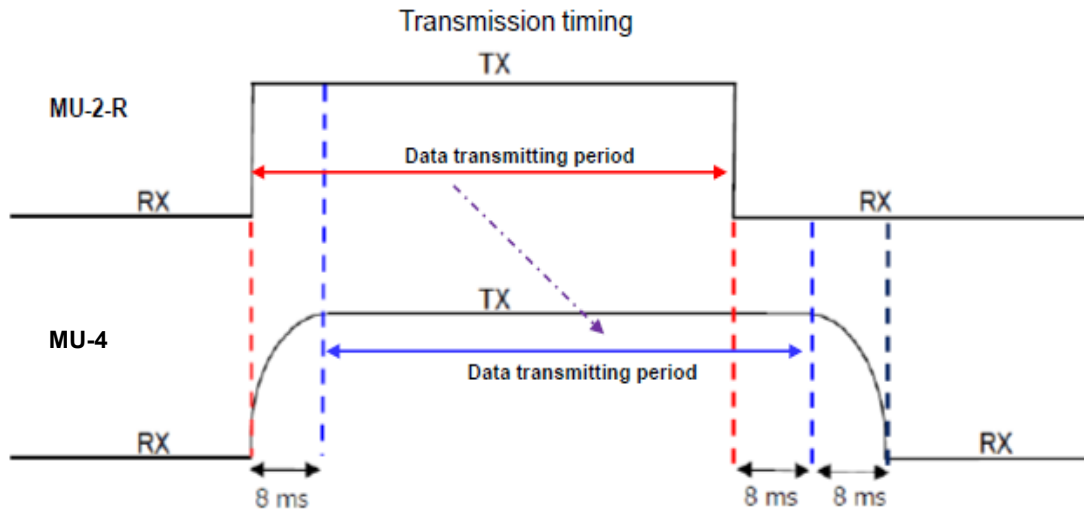 Transmission timing
TX
MU-2-R
Data transmitting period
RX
RX
TX
MU-4
Data transmitting period
RX
RX
8 ms
8 ms
8 ms